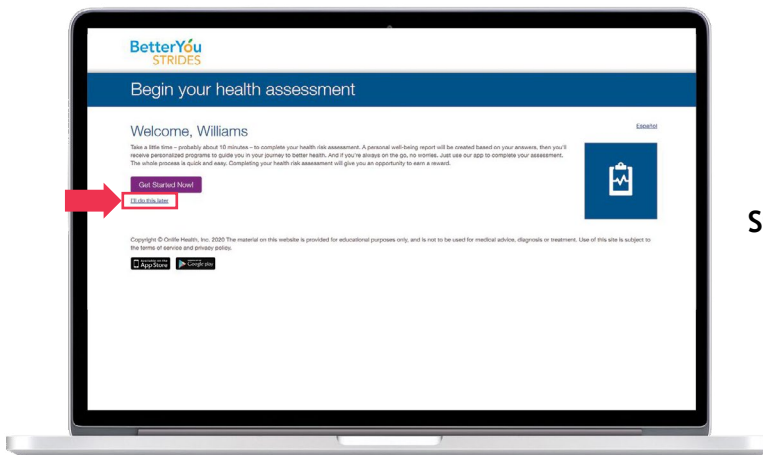 BetterYou
STRIDES
Begin your health assessment
Welcome, Williams
Español
Take a little time – probably about 10 minutes – to complete your health risk assessment. A personal well-being report will be created based on your answers, then you'll
receive personalized programs to guide you in your journey to better health. And if you're always on the go, no worries. Just use our app to complete your assessment.
The whole process is quick and easy. Completing your health risk assessment will give you an opportunity to earn a reward.
Get Started Now!
I'll do this later
S
Copyright © Onlife Health, Inc. 2020 The material on this website is provided for educational purposes only, and is not to be used for medical advice, diagnosis or treatment. Use of this site is subject to
the terms of service and privacy policy.
Available on the
App Store
Google play